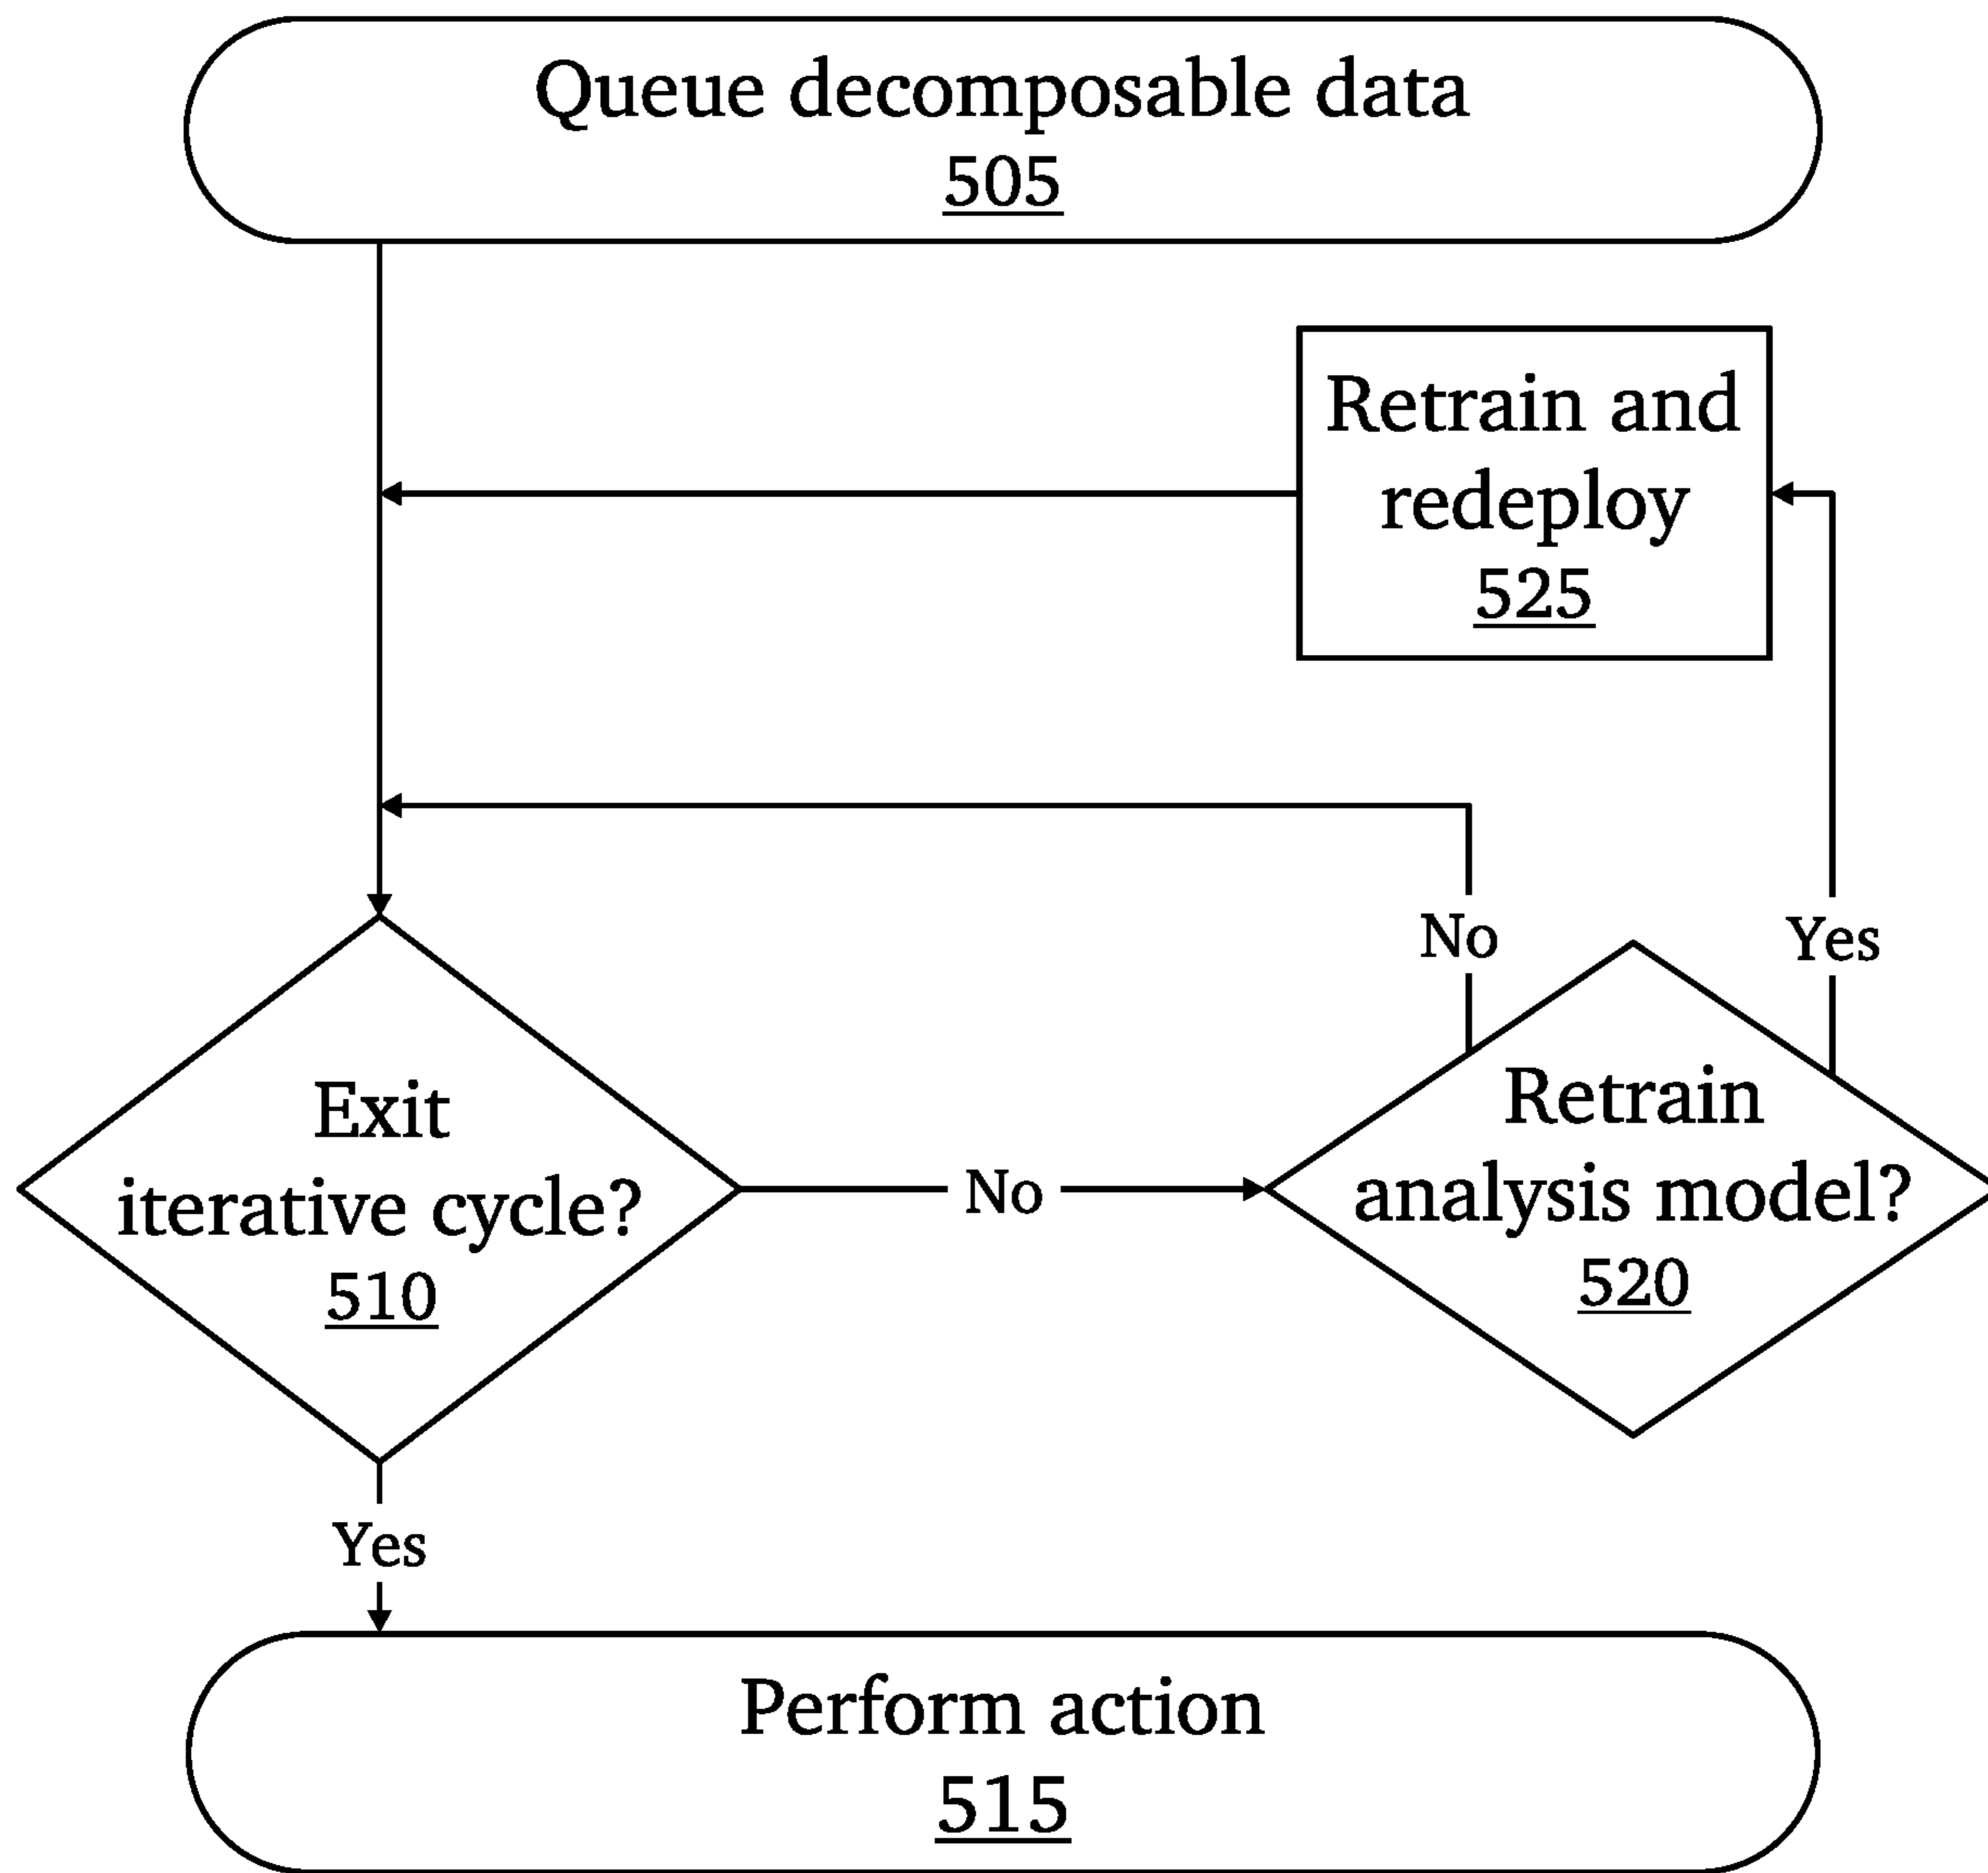 Queue decomposable data
505
Retrain and
redeploy
525
No
Yes
Exit
iterative cycle?
510
No
Retrain
analysis model?
520
Yes
Perform action
515